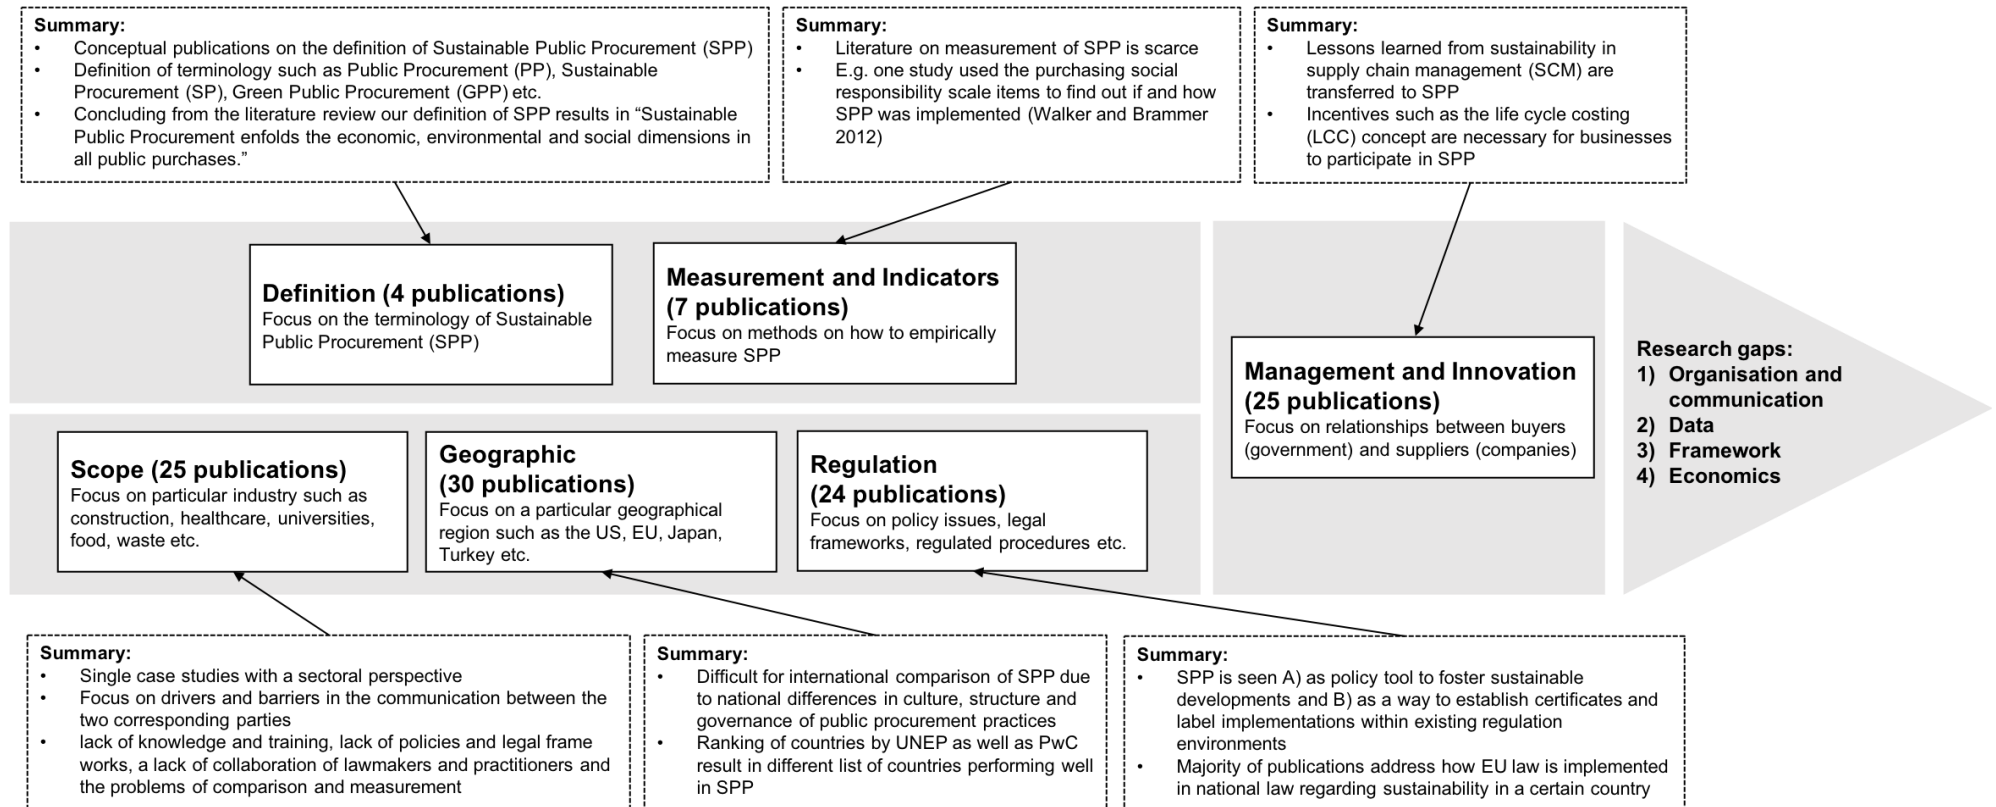 Summary:
• Conceptual publications on the definition of Sustainable Public Procurement (SPP)
• Definition of terminology such as Public Procurement (PP), Sustainable
Procurement (SP), Green Public Procurement (GPP) etc.
• Concluding from the literature review our definition of SPP results in “Sustainable
Public Procurement enfolds the economic, environmental and social dimensions in
all public purchases.”
Summary:
• Literature on measurement of SPP is scarce
• E.g. one study used the purchasing social
responsibility scale items to find out if and how
SPP was implemented (Walker and Brammer
2012)
Summary:
• Lessons learned from sustainability in
supply chain management (SCM) are
transferred to SPP
• Incentives such as the life cycle costing
(LCC) concept are necessary for businesses
to participate in SPP
Definition (4 publications)
Focus on the terminology of Sustainable
Public Procurement (SPP)
Measurement and Indicators
(7 publications)
Focus on methods on how to empirically
measure SPP
Management and Innovation
(25 publications)
Focus on relationships between buyers
(government) and suppliers (companies)
Research gaps:
1) Organisation and
communication
2) Data
3) Framework
4) Economics
Scope (25 publications)
Focus on particular industry such as
construction, healthcare, universities,
food, waste etc.
Geographic
(30 publications)
Focus on a particular geographical
region such as the US, EU, Japan,
Turkey etc.
Regulation
(24 publications)
Focus on policy issues, legal
frameworks, regulated procedures etc.
Summary:
• Single case studies with a sectoral perspective
• Focus on drivers and barriers in the communication between the
two corresponding parties
• lack of knowledge and training, lack of policies and legal frame
works, a lack of collaboration of lawmakers and practitioners and
the problems of comparison and measurement
Summary:
• Difficult for international comparison of SPP due
to national differences in culture, structure and
governance of public procurement practices
• Ranking of countries by UNEP as well as PwC
result in different list of countries performing well
in SPP
Summary:
• SPP is seen A) as policy tool to foster sustainable
developments and B) as a way to establish certificates and
label implementations within existing regulation
environments
• Majority of publications address how EU law is implemented
in national law regarding sustainability in a certain country